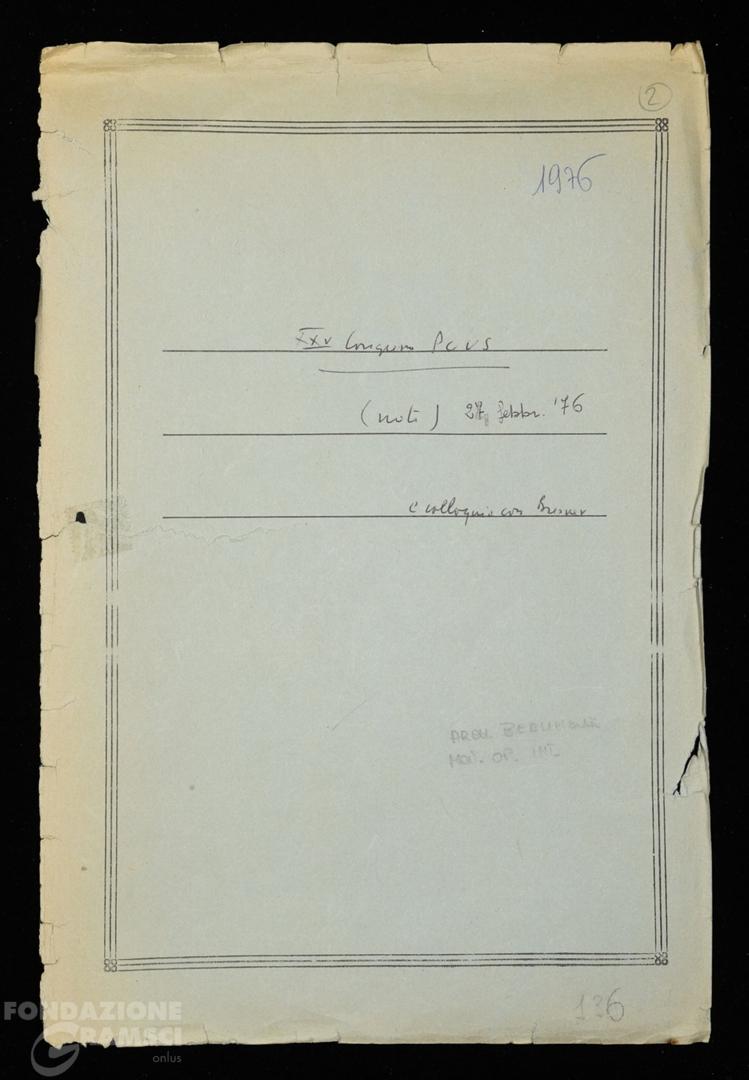 2
1976
XXV Congresso PCUS
(note) 27 febbr. '76
e colloquio con Bresnev
ARCH. BERLINGUER
MOV. OP. INT.
136
FONDAZIONE
GRAMSCI
onlus